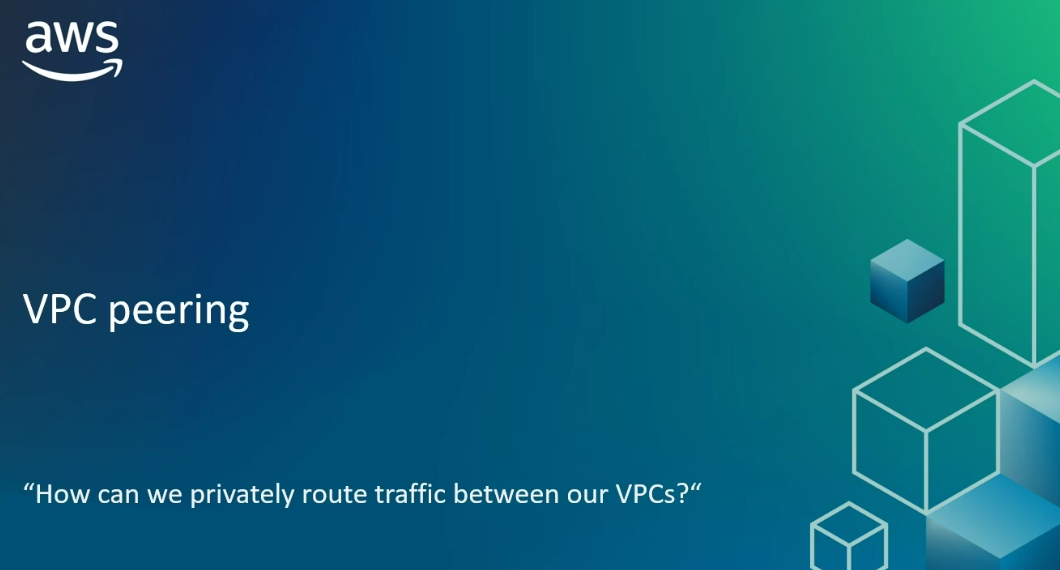 aws
VPC peering
“How can we privately route traffic between our VPCs?“